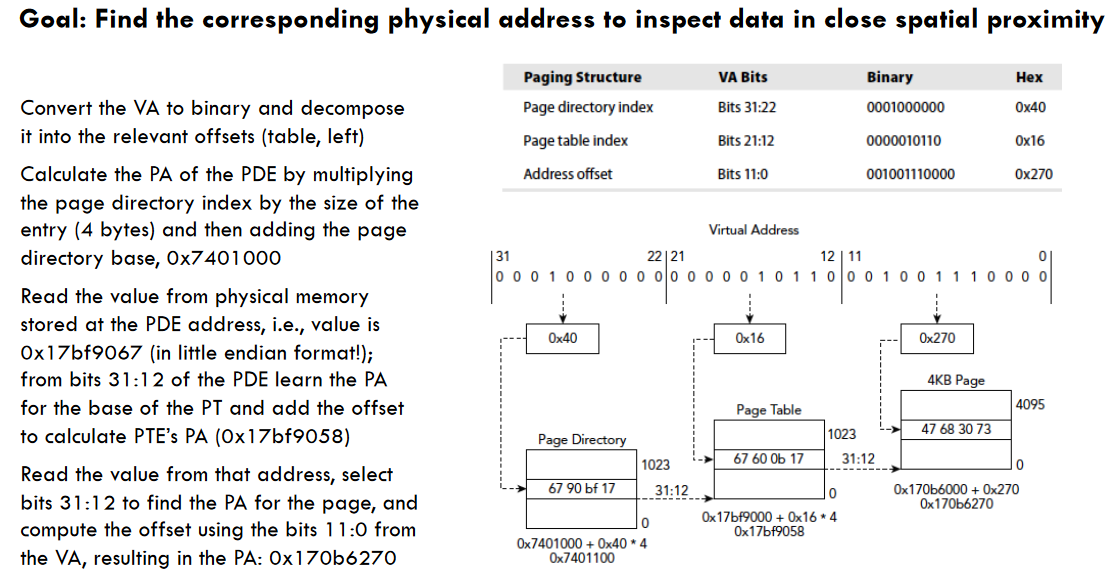 Goal: Find the corresponding physical address to inspect data in close spatial proximity
Convert the VA to binary and decompose
it into the relevant offsets (table, left)
Calculate the PA of the PDE by multiplying
the page directory index by the size of the
entry (4 bytes) and then adding the page
directory base, 0x7401000
Read the value from physical memory
stored at the PDE address, i.e., value is
0x17bf9067 (in little endian format!);
from bits 31:12 of the PDE learn the PA
for the base of the PT and add the offset
to calculate PTE's PA (0x17bf9058)
Read the value from that address, select
bits 31:12 to find the PA for the page, and
compute the offset using the bits 11:0 from
the VA, resulting in the PA: 0x170b6270
Paging Structure VA Bits Binary Hex
Page directory index Bits 31:22 0001000000 0x40
Page table index Bits 21:12 0000010110 0x16
Address offset Bits 11:0 001001110000 0x270
Virtual Address
31 22 21 12 11 0
0 0 0 1 0 0 0 0 0 0 0 0 0 0 0 1 0 1 1 0 0 0 1 0 0 1 1 1 0 0 0 0
0x40 0x16 0x270
4KB Page
4095
47 68 30 73
0
0x170b6000 + 0x270
0x170b6270
Page Table
1023
67 60 0b 17
31:12
0
0x17bf9000 + 0x16 * 4
0x17bf9058
Page Directory
1023
67 90 bf 17
31:12
0
0x7401000 + 0x40 * 4
0x7401100